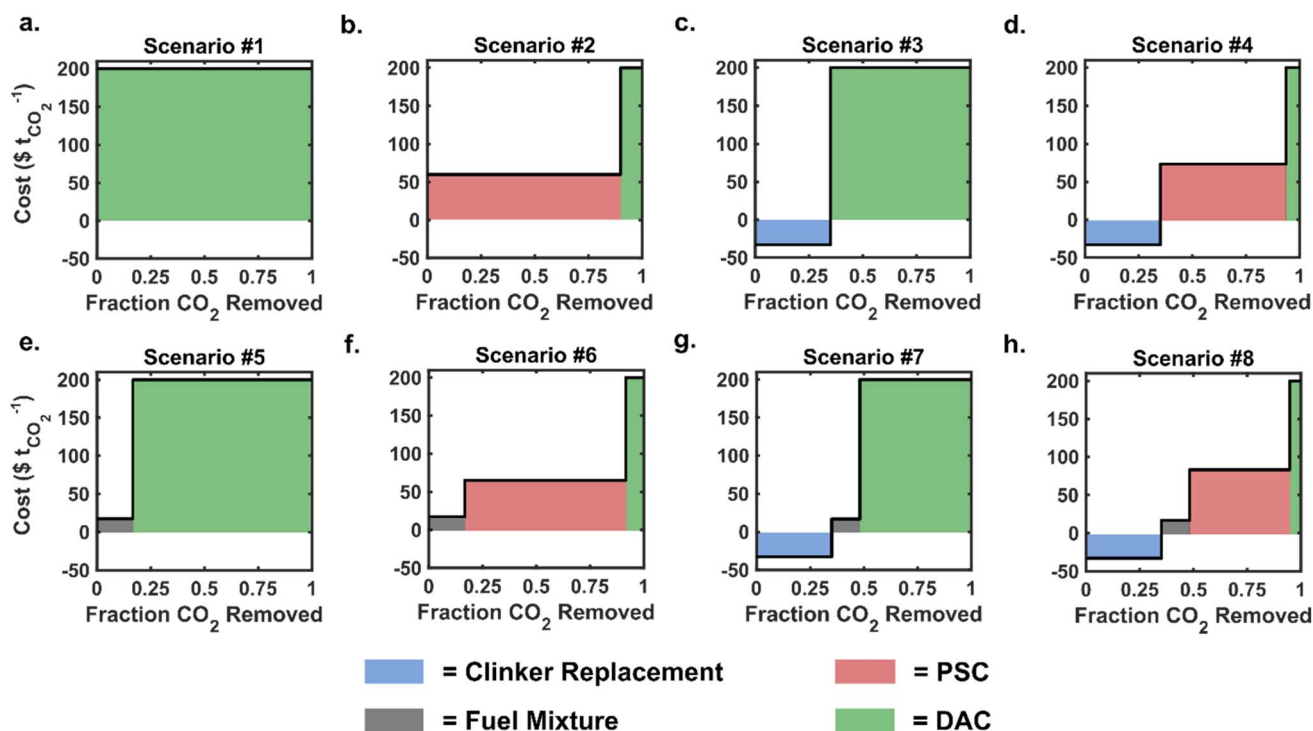 a.
Scenario #1
200
150
100
50
0
-50
Cost ($ t_CO2^-1)
0 0.25 0.5 0.75 1
Fraction CO2 Removed
b.
Scenario #2
200
150
100
50
0
-50
0 0.25 0.5 0.75 1
Fraction CO2 Removed
c.
Scenario #3
200
150
100
50
0
-50
0 0.25 0.5 0.75 1
Fraction CO2 Removed
d.
Scenario #4
200
150
100
50
0
-50
0 0.25 0.5 0.75 1
Fraction CO2 Removed
e.
Scenario #5
200
150
100
50
0
-50
Cost ($ t_CO2^-1)
0 0.25 0.5 0.75 1
Fraction CO2 Removed
f.
Scenario #6
200
150
100
50
0
-50
0 0.25 0.5 0.75 1
Fraction CO2 Removed
g.
Scenario #7
200
150
100
50
0
-50
0 0.25 0.5 0.75 1
Fraction CO2 Removed
h.
Scenario #8
200
150
100
50
0
-50
0 0.25 0.5 0.75 1
Fraction CO2 Removed
= Clinker Replacement
= PSC
= Fuel Mixture
= DAC